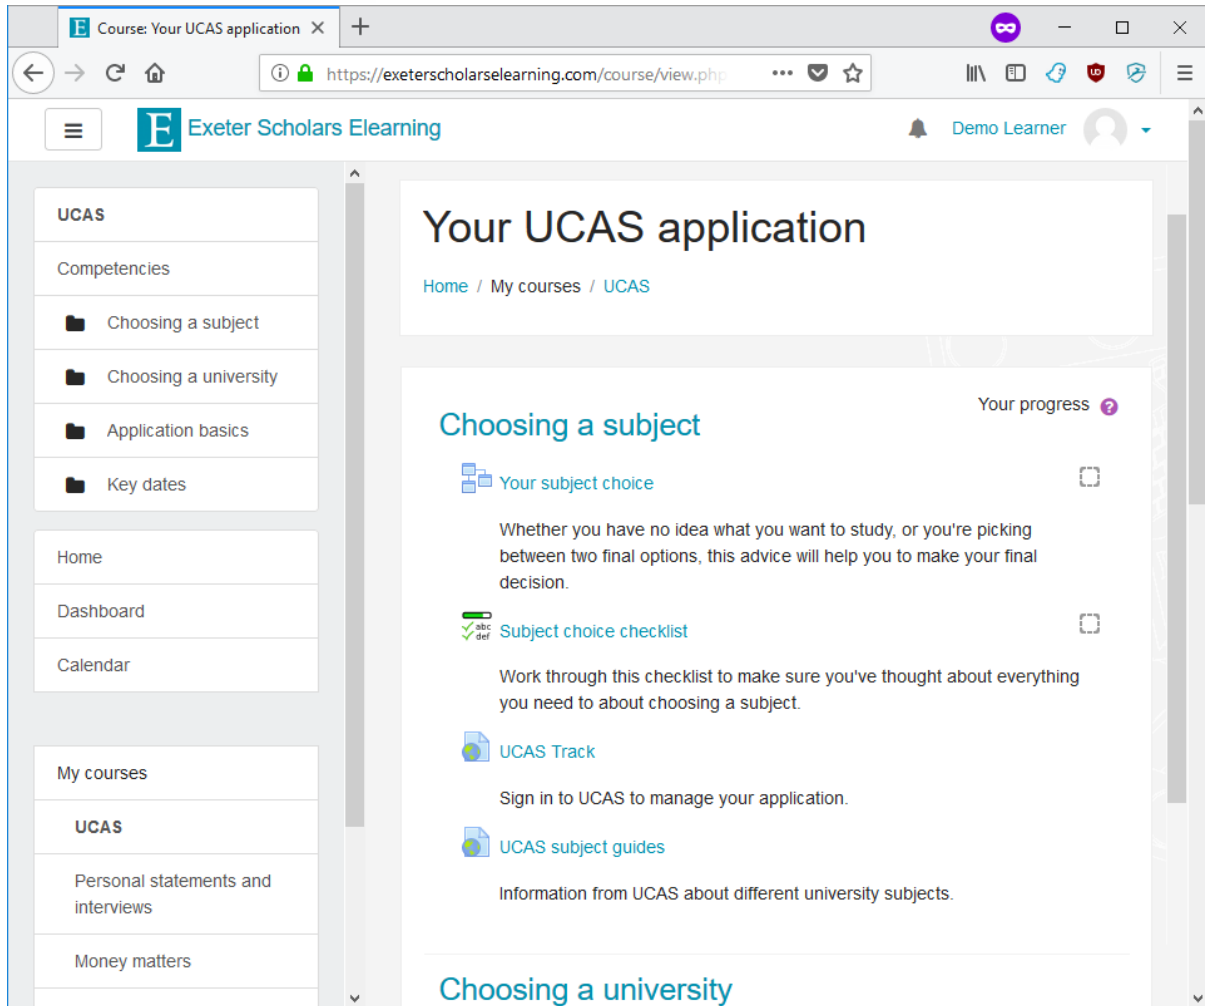 Course: Your UCAS application
https://exeterscholarselearning.com/course/view.php
E Exeter Scholars Elearning
Demo Learner
UCAS
Competencies
Choosing a subject
Choosing a university
Application basics
Key dates
Home
Dashboard
Calendar
My courses
UCAS
Personal statements and
interviews
Money matters
Your UCAS application
Home / My courses / UCAS
Your progress ?
Choosing a subject
Your subject choice
Whether you have no idea what you want to study, or you're picking
between two final options, this advice will help you to make your final
decision.
abc
def
Subject choice checklist
Work through this checklist to make sure you've thought about everything
you need to about choosing a subject.
UCAS Track
Sign in to UCAS to manage your application.
UCAS subject guides
Information from UCAS about different university subjects.
Choosing a university